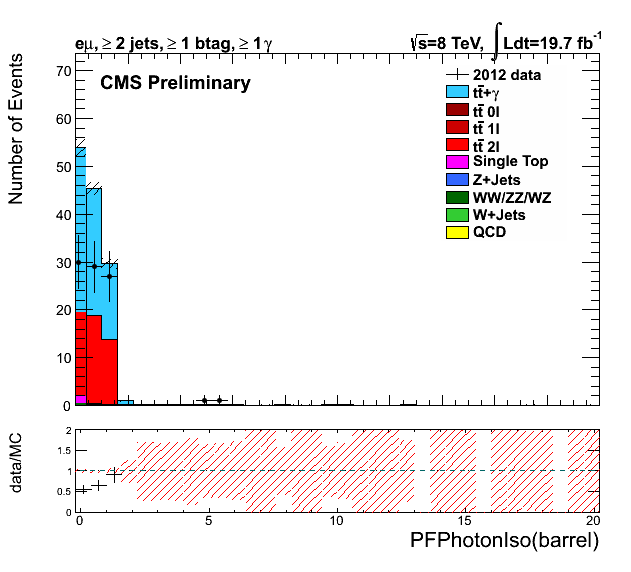 eμ, ≥ 2 jets, ≥ 1 btag, ≥ 1 γ
√s=8 TeV, ∫ Ldt=19.7 fb⁻¹
CMS Preliminary
2012 data
tt̄+γ
tt̄ 0l
tt̄ 1l
tt̄ 2l
Single Top
Z+Jets
WW/ZZ/WZ
W+Jets
QCD
Number of Events
70
60
50
40
30
20
10
0
data/MC
2
1.5
1
0.5
0
0 5 10 15 20
PFPhotonIso(barrel)